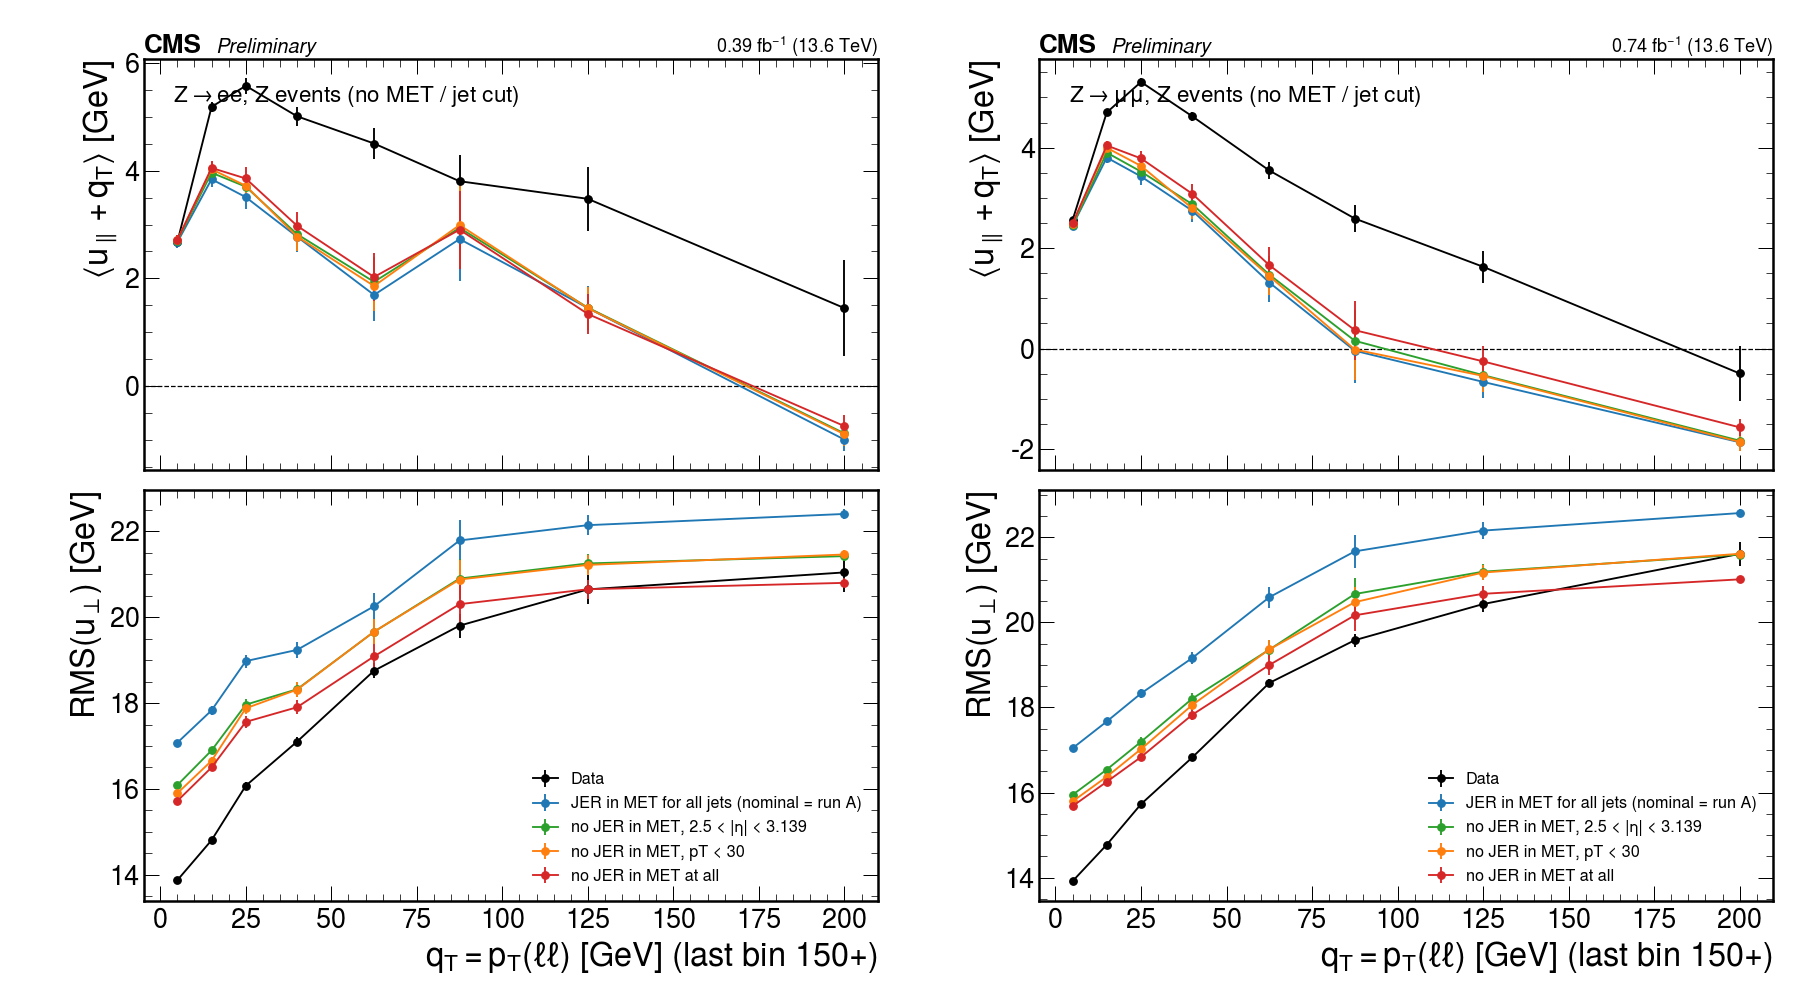 CMS Preliminary 0.39 fb⁻¹ (13.6 TeV)
Z→ee, Z events (no MET / jet cut)
⟨u∥ + qT⟩ [GeV]
6
4
2
0
RMS(u⊥) [GeV]
22
20
18
16
14
Data
JER in MET for all jets (nominal = run A)
no JER in MET, 2.5 < |η| < 3.139
no JER in MET, pT < 30
no JER in MET at all
0 25 50 75 100 125 150 175 200
qT = pT(ℓℓ) [GeV] (last bin 150+)
CMS Preliminary 0.74 fb⁻¹ (13.6 TeV)
Z→μμ, Z events (no MET / jet cut)
⟨u∥ + qT⟩ [GeV]
4
2
0
-2
RMS(u⊥) [GeV]
22
20
18
16
14
Data
JER in MET for all jets (nominal = run A)
no JER in MET, 2.5 < |η| < 3.139
no JER in MET, pT < 30
no JER in MET at all
0 25 50 75 100 125 150 175 200
qT = pT(ℓℓ) [GeV] (last bin 150+)